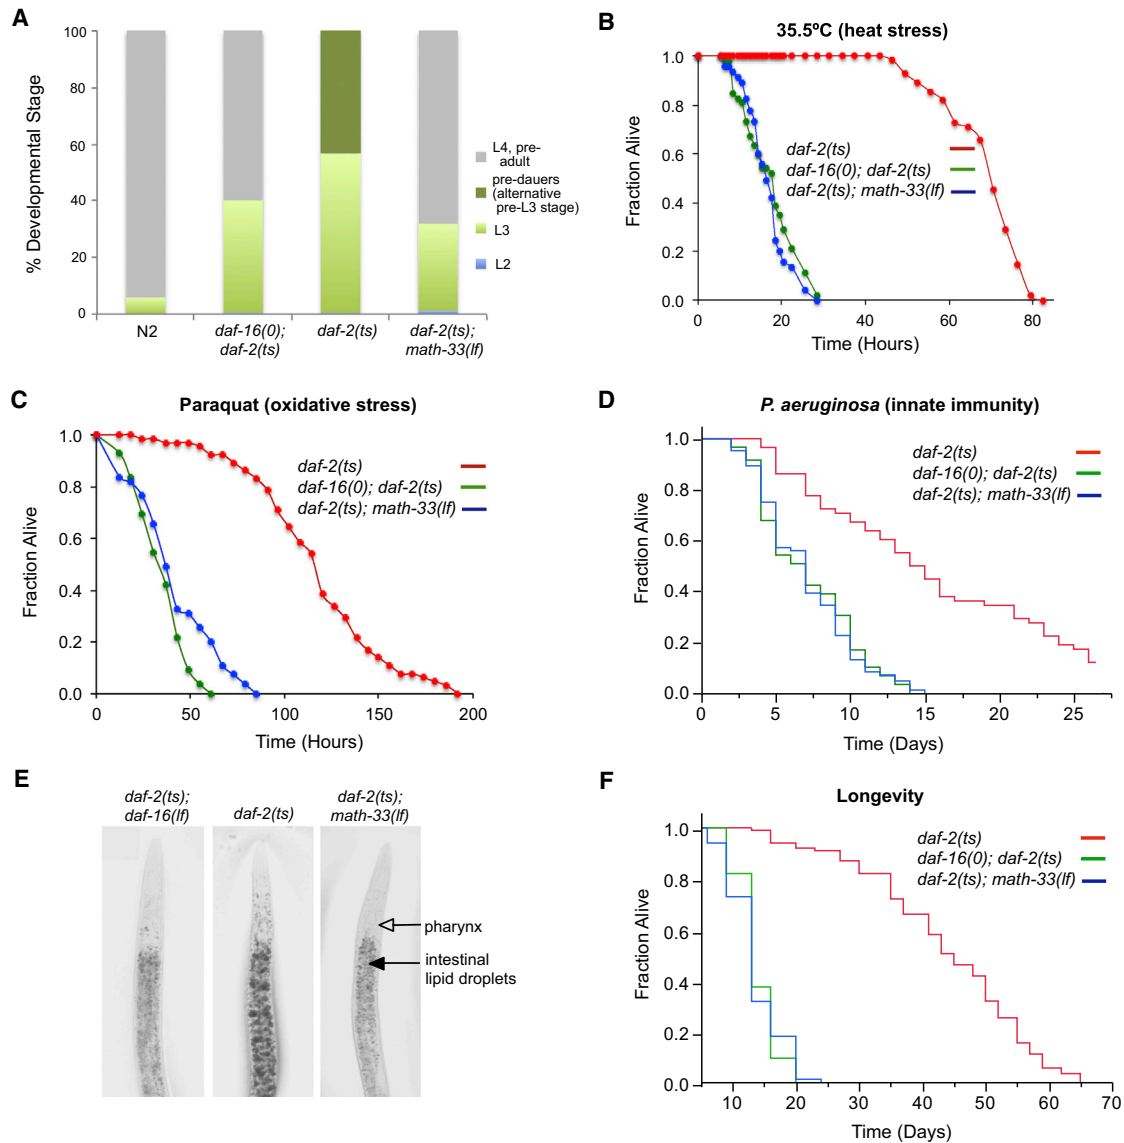 A
100
80
60
40
20
0
% Developmental Stage
N2
daf-16(0);
daf-2(ts)
daf-2(ts)
daf-2(ts);
math-33(lf)
L4, pre-
adult
pre-dauers
(alternative
pre-L3 stage)
L3
L2
B
35.5ºC (heat stress)
1.0
0.8
0.6
0.4
0.2
0.0
Fraction Alive
daf-2(ts)
daf-16(0); daf-2(ts)
daf-2(ts); math-33(lf)
0 20 40 60 80
Time (Hours)
C
Paraquat (oxidative stress)
1.0
0.8
0.6
0.4
0.2
0.0
Fraction Alive
daf-2(ts)
daf-16(0); daf-2(ts)
daf-2(ts); math-33(lf)
0 50 100 150 200
Time (Hours)
D
P. aeruginosa (innate immunity)
1.0
0.8
0.6
0.4
0.2
0.0
Fraction Alive
daf-2(ts)
daf-16(0); daf-2(ts)
daf-2(ts); math-33(lf)
0 5 10 15 20 25
Time (Days)
E
daf-2(ts);
daf-16(lf)
daf-2(ts)
daf-2(ts);
math-33(lf)
pharynx
intestinal
lipid droplets
F
Longevity
1.0
0.8
0.6
0.4
0.2
0.0
Fraction Alive
daf-2(ts)
daf-16(0); daf-2(ts)
daf-2(ts); math-33(lf)
10 20 30 40 50 60 70
Time (Days)